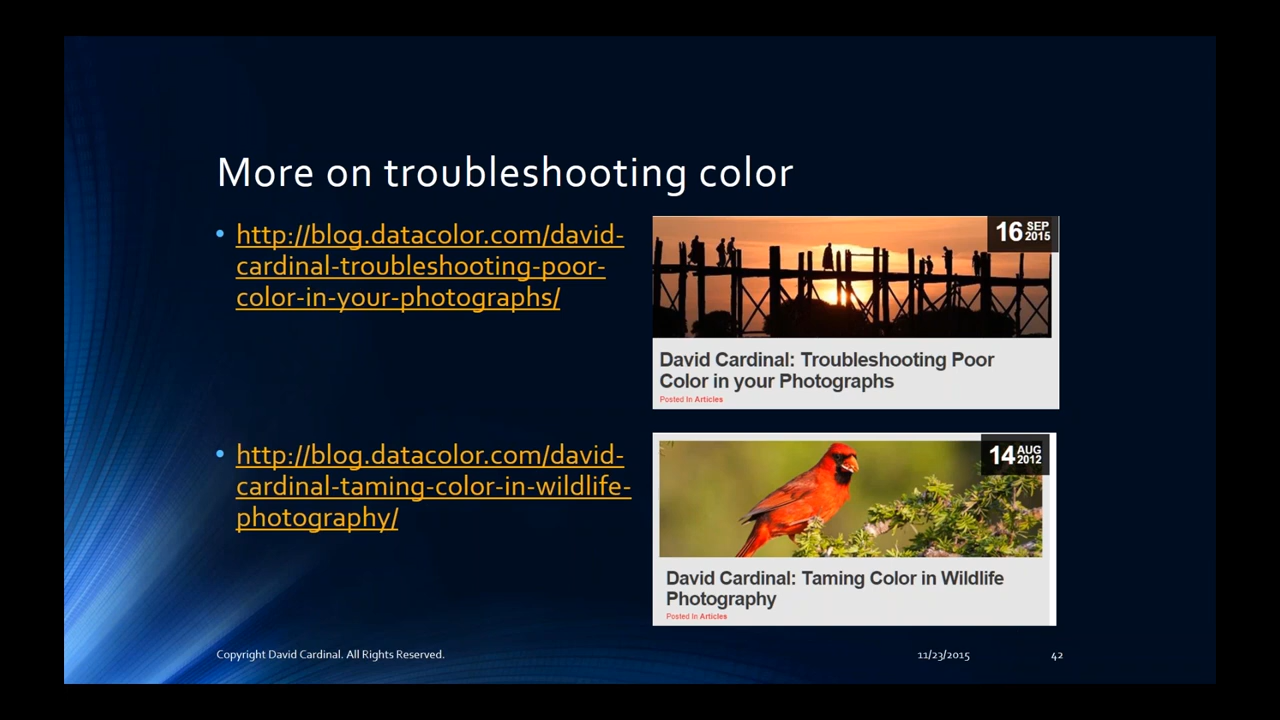 More on troubleshooting color
• http://blog.datacolor.com/david-
cardinal-troubleshooting-poor-
color-in-your-photographs/
16 SEP 2015
David Cardinal: Troubleshooting Poor
Color in your Photographs
Posted In Articles
• http://blog.datacolor.com/david-
cardinal-taming-color-in-wildlife-
photography/
14 AUG 2012
David Cardinal: Taming Color in Wildlife
Photography
Posted In Articles
Copyright David Cardinal. All Rights Reserved.
11/23/2015
42